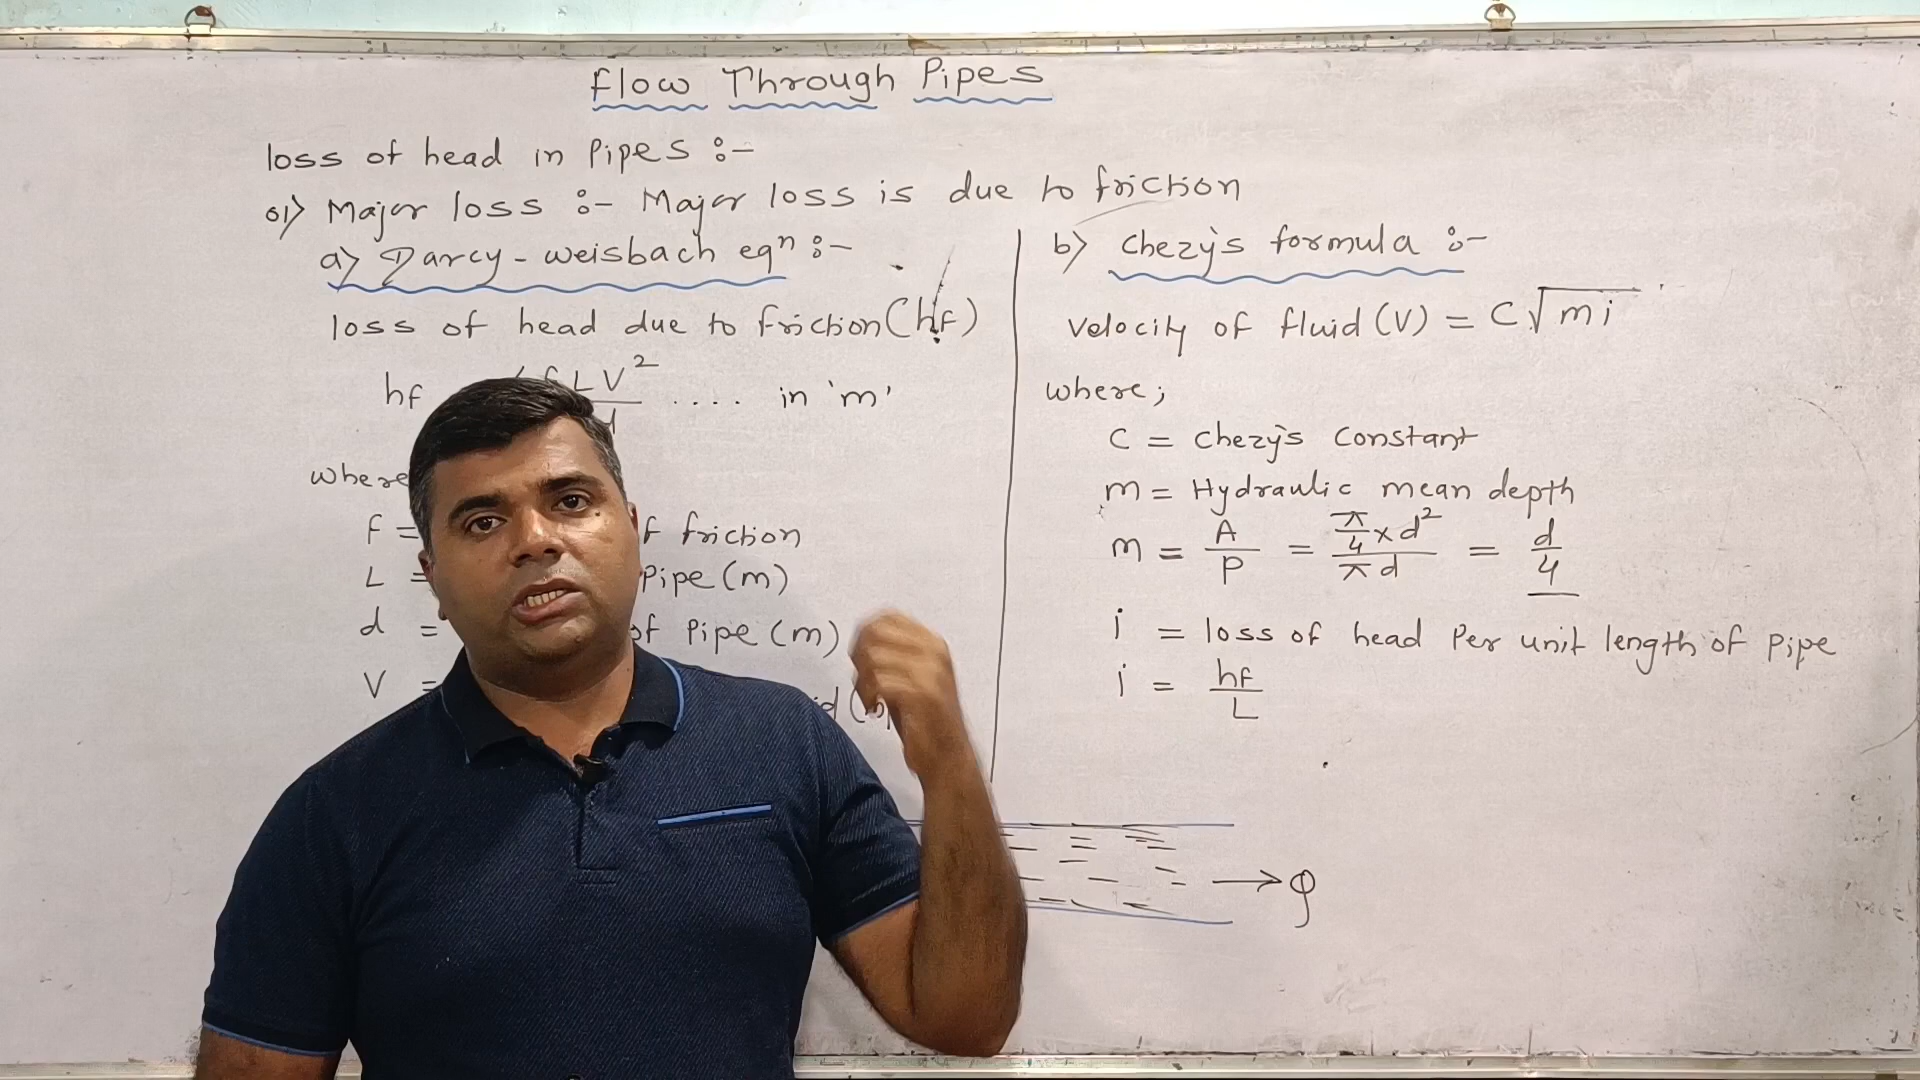 Flow Through Pipes
loss of head in Pipes :-
01) Major loss :- Major loss is due to friction
a) Darcy-weisbach eqⁿ :-
loss of head due to friction (hf)
hf LV² .... in 'm'
where
f = friction
L = Pipe (m)
d = of Pipe (m)
V =
b) Chezy's formula :-
Velocity of fluid (V) = C√mi
where;
C = Chezy's Constant
m = Hydraulic mean depth
m = A/P = (π/4 × d²)/(πd) = d/4
i = loss of head Per unit length of Pipe
i = hf/L
→ Q